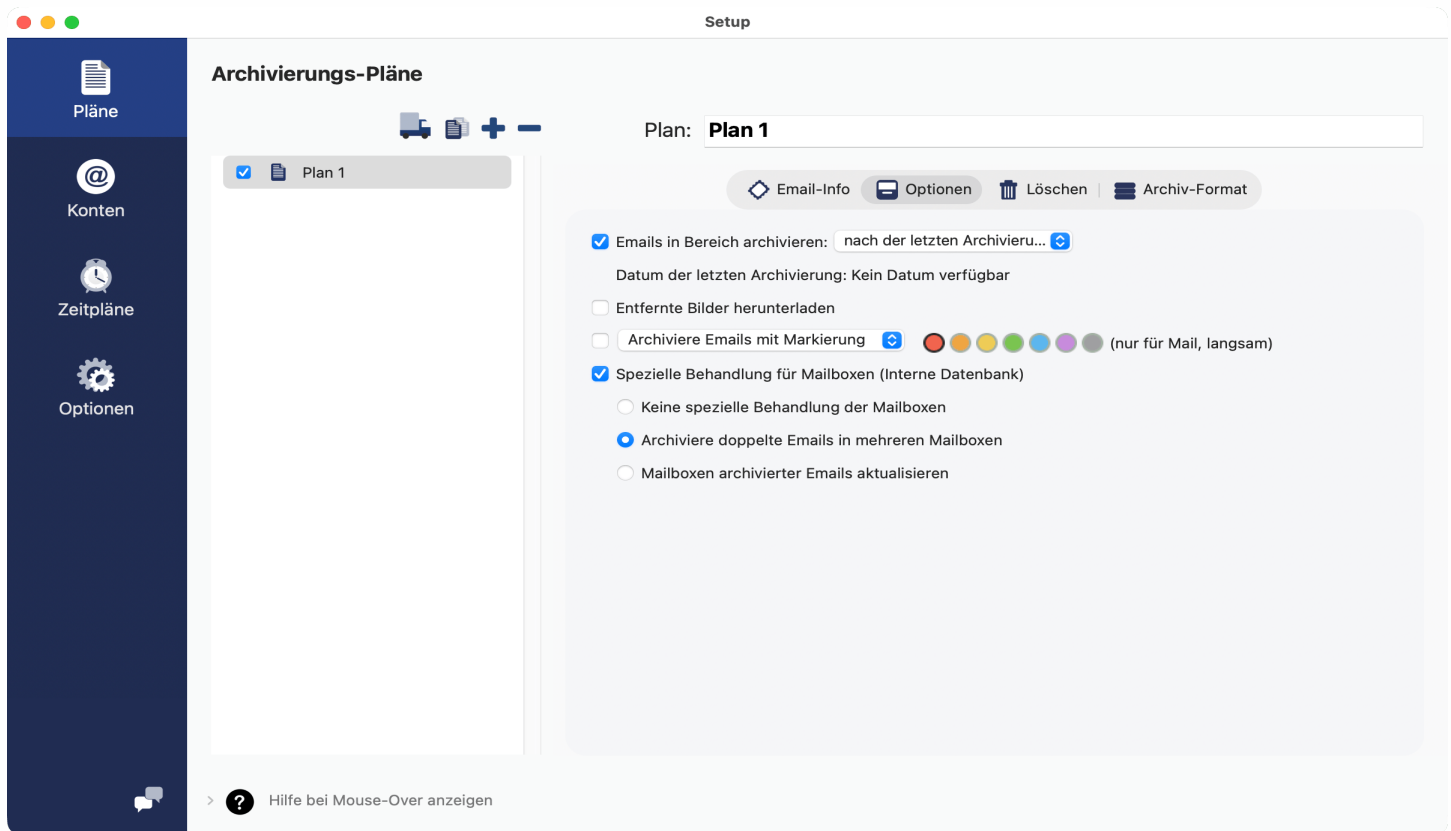 Setup
Pläne
Konten
Zeitpläne
Optionen
Archivierungs-Pläne
Plan 1
Plan: Plan 1
Email-Info Optionen Löschen Archiv-Format
Emails in Bereich archivieren: nach der letzten Archivieru...
Datum der letzten Archivierung: Kein Datum verfügbar
Entfernte Bilder herunterladen
Archiviere Emails mit Markierung (nur für Mail, langsam)
Spezielle Behandlung für Mailboxen (Interne Datenbank)
Keine spezielle Behandlung der Mailboxen
Archiviere doppelte Emails in mehreren Mailboxen
Mailboxen archivierter Emails aktualisieren
? Hilfe bei Mouse-Over anzeigen